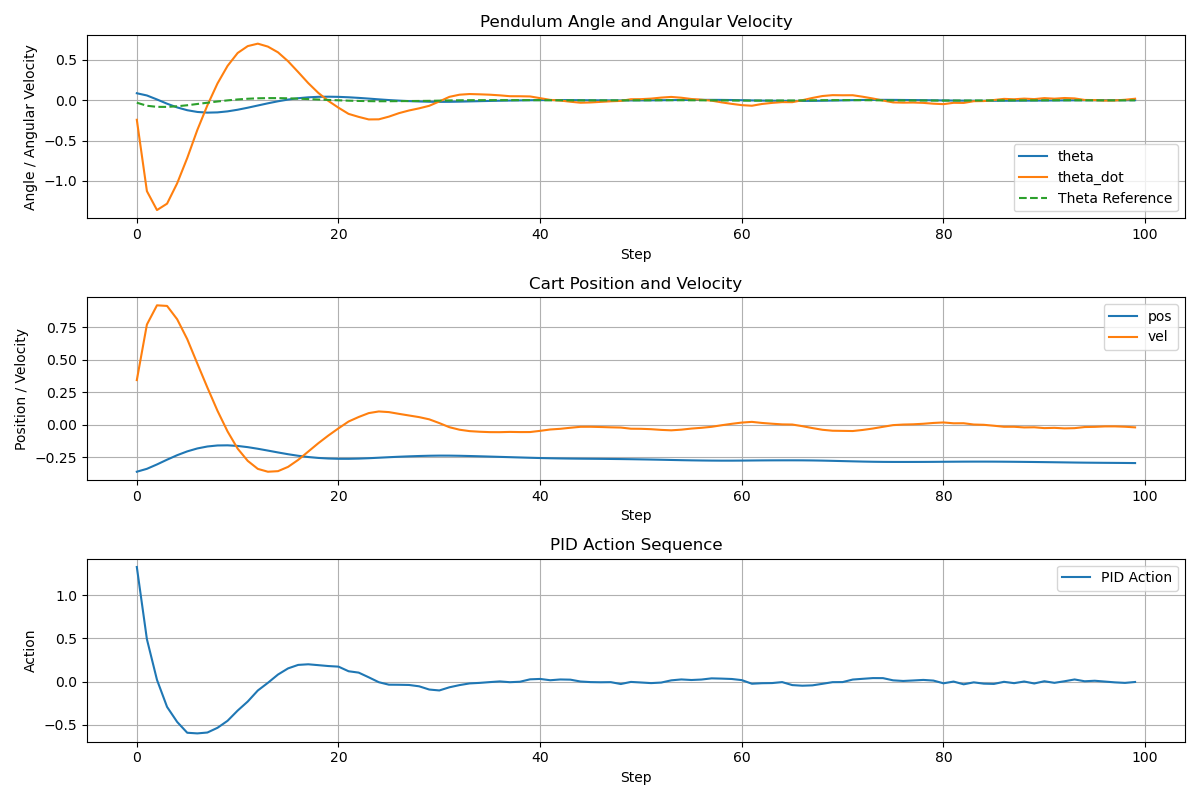 Pendulum Angle and Angular Velocity
Angle / Angular Velocity
0.5
0.0
−0.5
−1.0
theta
theta_dot
Theta Reference
0 20 40 60 80 100
Step
Cart Position and Velocity
Position / Velocity
0.75
0.50
0.25
0.00
−0.25
pos
vel
0 20 40 60 80 100
Step
PID Action Sequence
Action
1.0
0.5
0.0
−0.5
PID Action
0 20 40 60 80 100
Step